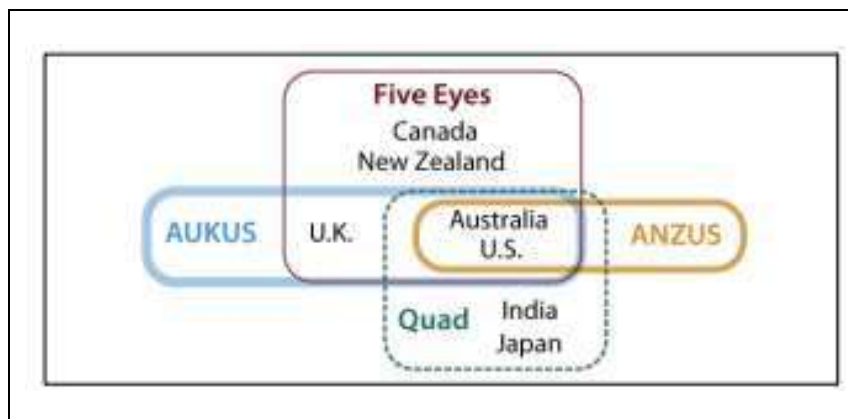 Five Eyes
Canada
New Zealand
AUKUS
U.K.
Australia
U.S.
ANZUS
Quad
India
Japan